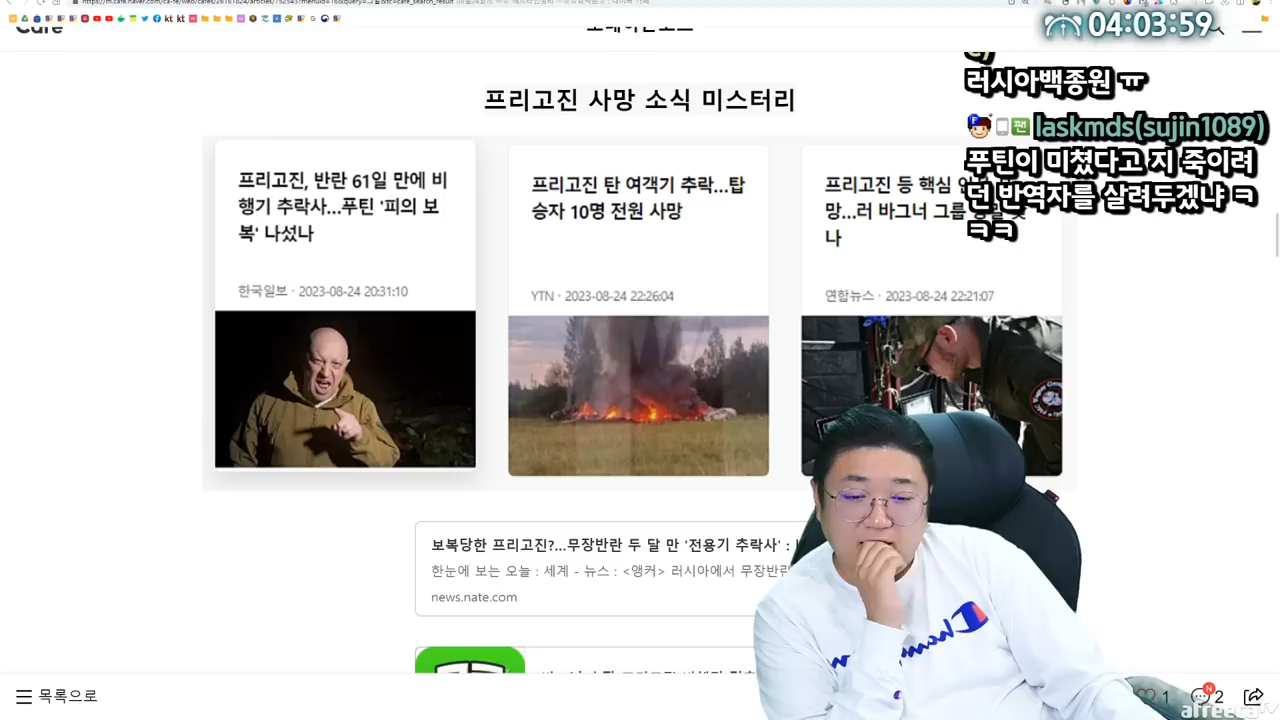 04:03:59
러시아백종원 ㅠ
laskmds(sujin1089)
푸틴이 미쳤다고 지 죽이려
던 반역자를 살려두겠냐 ㅋ
ㅋㅋ
프리고진 사망 소식 미스터리
프리고진, 반란 61일 만에 비
행기 추락사...푸틴 '피의 보
복' 나섰나
한국일보 · 2023-08-24 20:31:10
프리고진 탄 여객기 추락...탑
승자 10명 전원 사망
YTN · 2023-08-24 22:26:04
프리고진 등 핵심
망...러 바그너 그룹
나
연합뉴스 · 2023-08-24 22:21:07
보복당한 프리고진?...무장반란 두 달 만 '전용기 추락사' :
한눈에 보는 오늘 : 세계 - 뉴스 : <앵커> 러시아에서 무장반란
news.nate.com
Champion
목록으로
1
N
2
afreecaTV